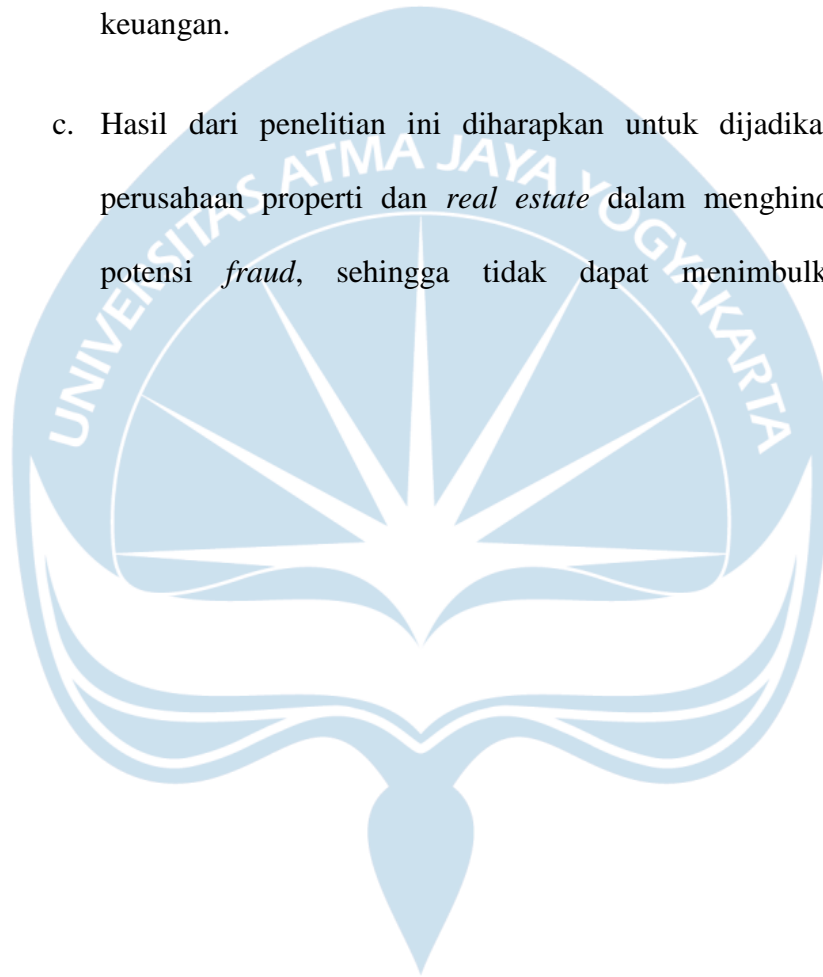 keuangan.
c. Hasil dari penelitian ini diharapkan untuk dijadika
perusahaan properti dan real estate dalam menghind
potensi fraud, sehingga tidak dapat menimbulk
UNIVERSITAS ATMA JAYA YOGYAKARTA